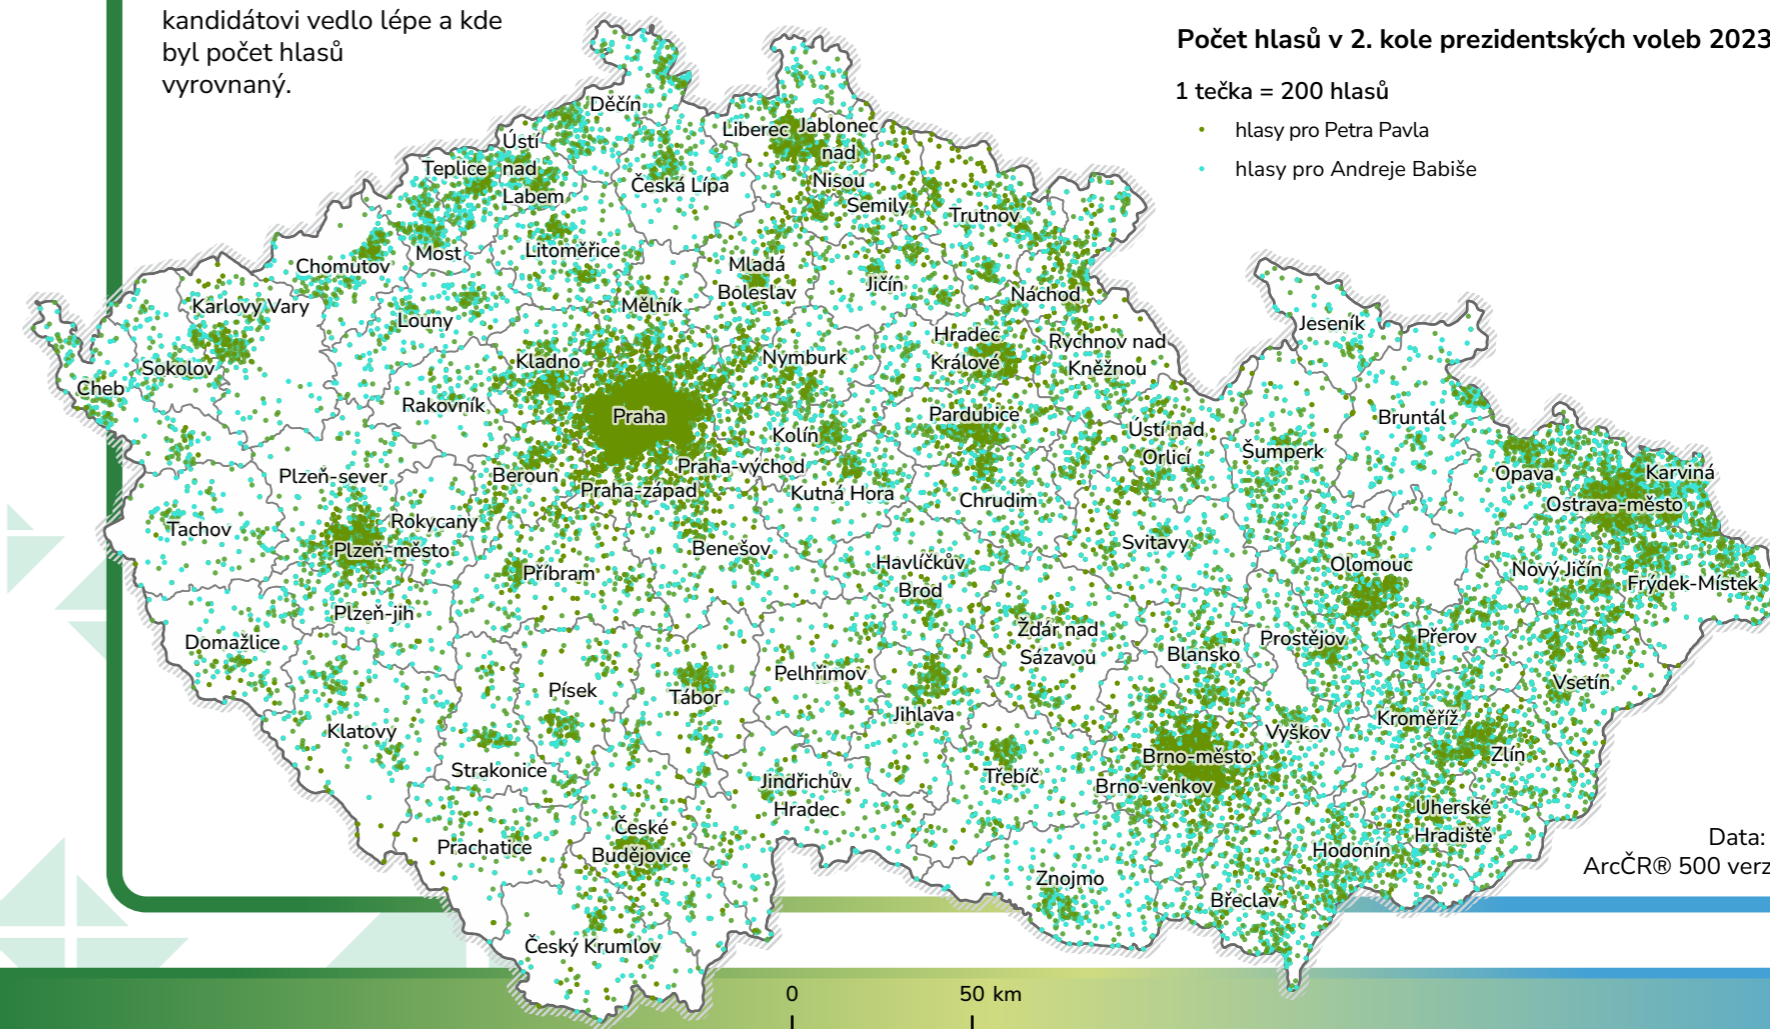 kandidátovi vedlo lépe a kde
byl počet hlasů
vyrovnaný.
Počet hlasů v 2. kole prezidentských voleb 2023
1 tečka = 200 hlasů
hlasy pro Petra Pavla
hlasy pro Andreje Babiše
Děčín
Liberec
Jablonec
nad
Nisou
Ústí
nad
Labem
Teplice
Česká Lípa
Semily
Trutnov
Most
Litoměřice
Chomutov
Mladá
Boleslav
Jičín
Náchod
Karlovy Vary
Mělník
Louny
Jeseník
Hradec
Králové
Rychnov nad
Kněžnou
Sokolov
Kladno
Nymburk
Cheb
Rakovník
Praha
Pardubice
Bruntál
Kolín
Ústí nad
Orlicí
Šumperk
Plzeň-sever
Beroun
Praha-východ
Praha-západ
Kutná Hora
Chrudim
Opava
Karviná
Ostrava-město
Tachov
Rokycany
Plzeň-město
Benešov
Svitavy
Příbram
Havlíčkův
Brod
Olomouc
Nový Jičín
Frýdek-Místek
Plzeň-jih
Domažlice
Žďár nad
Sázavou
Prostějov
Přerov
Blansko
Pelhřimov
Písek
Tábor
Vsetín
Jihlava
Kroměříž
Klatovy
Vyškov
Brno-město
Zlín
Strakonice
Třebíč
Brno-venkov
Jindřichův
Hradec
Uherské
Hradiště
České
Budějovice
Prachatice
Hodonín
Data:
ArcČR® 500 verz
Znojmo
Břeclav
Český Krumlov
0
50 km